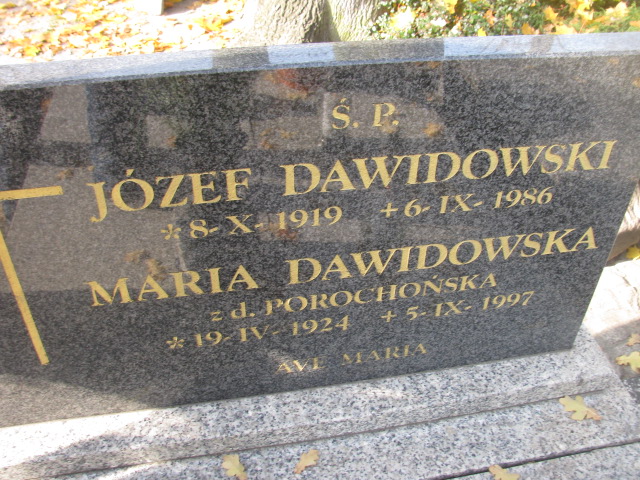 Ś. P.
JÓZEF DAWIDOWSKI
*8-X-1919 +6-IX-1986
MARIA DAWIDOWSKA
z d. POROCHOŃSKA
*19-IV-1924 +5-IX-1997
AVE MARIA